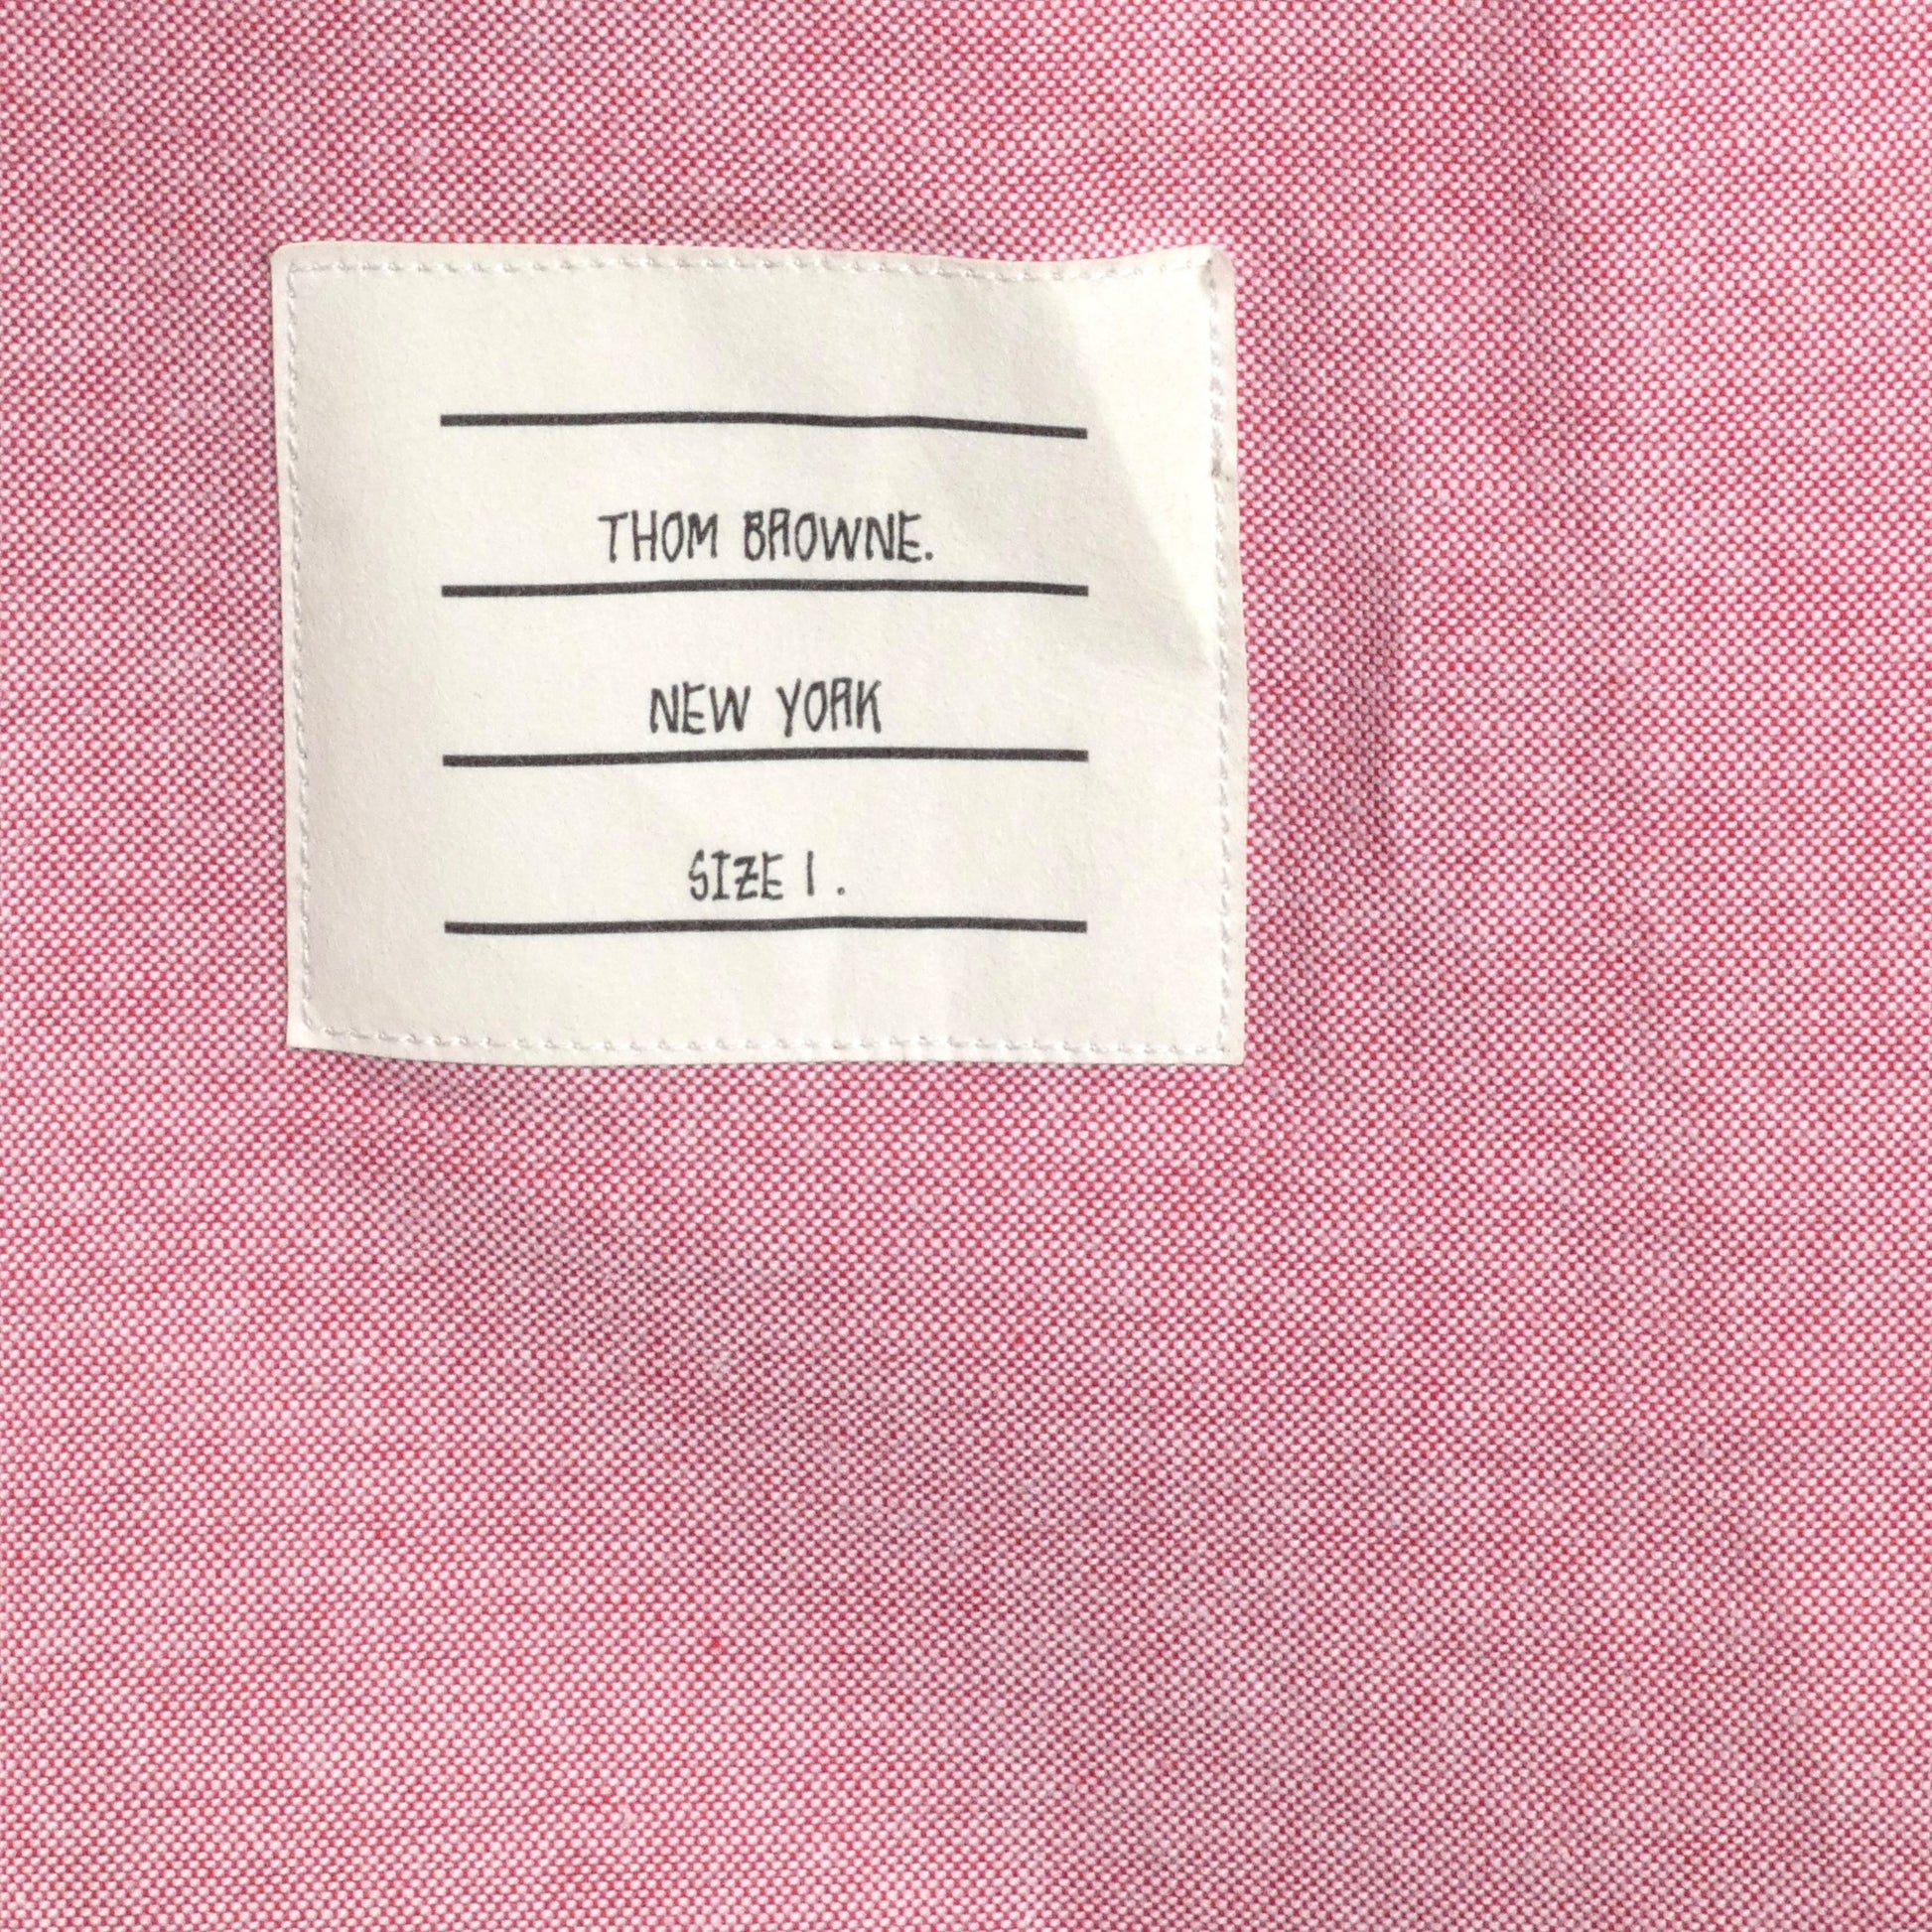 THOM BROWNE.
NEW YORK
SIZE 1 .